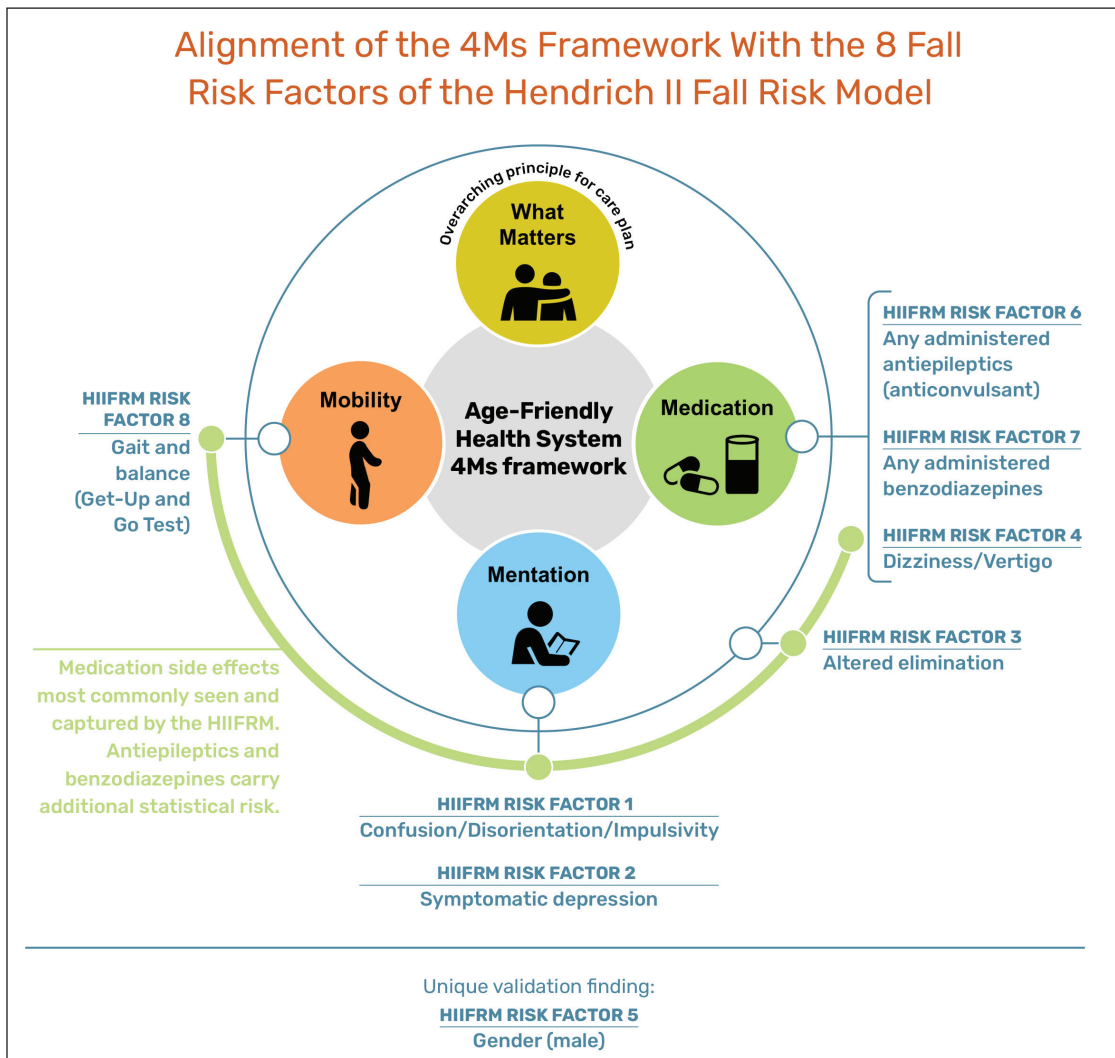 Alignment of the 4Ms Framework With the 8 Fall
Risk Factors of the Hendrich II Fall Risk Model
Overarching principle for care plan
What
Matters
Mobility
Age-Friendly
Health System
4Ms framework
Medication
Mentation
HIIFRM RISK
FACTOR 8
Gait and
balance
(Get-Up and
Go Test)
HIIFRM RISK FACTOR 6
Any administered
antiepileptics
(anticonvulsant)
HIIFRM RISK FACTOR 7
Any administered
benzodiazepines
HIIFRM RISK FACTOR 4
Dizziness/Vertigo
HIIFRM RISK FACTOR 3
Altered elimination
Medication side effects
most commonly seen and
captured by the HIIFRM.
Antiepileptics and
benzodiazepines carry
additional statistical risk.
HIIFRM RISK FACTOR 1
Confusion/Disorientation/Impulsivity
HIIFRM RISK FACTOR 2
Symptomatic depression
Unique validation finding:
HIIFRM RISK FACTOR 5
Gender (male)